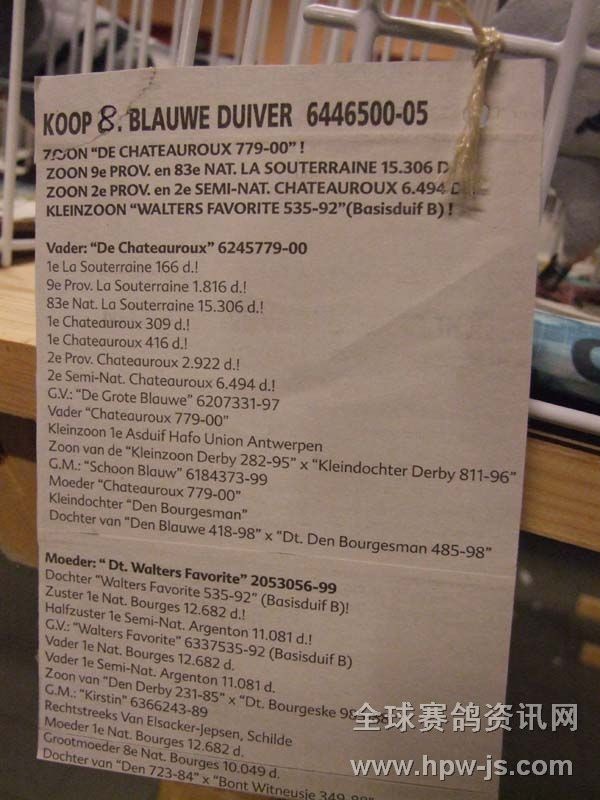 KOOP 8. BLAUWE DUIVER 6446500-05
ZOON "DE CHATEAUROUX 779-00" !
ZOON 9e PROV. en 83e NAT. LA SOUTERRAINE 15.306 D
ZOON 2e PROV. en 2e SEMI-NAT. CHATEAUROUX 6.494 D.!
KLEINZOON "WALTERS FAVORITE 535-92"(Basisduif B) !
Vader: "De Chateauroux" 6245779-00
1e La Souterraine 166 d.!
9e Prov. La Souterraine 1.816 d.!
83e Nat. La Souterraine 15.306 d.!
1e Chateauroux 309 d.!
1e Chateauroux 416 d.!
2e Prov. Chateauroux 2.922 d.!
2e Semi-Nat. Chateauroux 6.494 d.!
G.V.: "De Grote Blauwe" 6207331-97
Vader "Chateauroux 779-00"
Kleinzoon 1e Asduif Hafo Union Antwerpen
Zoon van de "Kleinzoon Derby 282-95" x "Kleindochter Derby 811-96"
G.M.: "Schoon Blauw" 6184373-99
Moeder "Chateauroux 779-00"
Kleindochter "Den Bourgesman"
Dochter van "Den Blauwe 418-98" x "Dt. Den Bourgesman 485-98"
Moeder: " Dt. Walters Favorite" 2053056-99
Dochter "Walters Favorite 535-92" (Basisduif B)!
Zuster 1e Nat. Bourges 12.682 d.!
Halfzuster 1e Semi-Nat. Argenton 11.081 d.!
G.V.: "Walters Favorite" 6337535-92 (Basisduif B)
Vader 1e Nat. Bourges 12.682 d.
Vader 1e Semi-Nat. Argenton 11.081 d.
Zoon van "Den Derby 231-85" x "Dt. Bourgeske
G.M.: "Kirstin" 6366243-89
Rechtstreeks Van Elsacker-Jepsen, Schilde
Moeder 1e Nat. Bourges 12.682 d.
Grootmoeder 8e Nat. Bourges 10.049 d.
Dochter van "Den 723-84" x "Bont Witneusje 349-88"
全球赛鸽资讯网
www.hpw-js.com